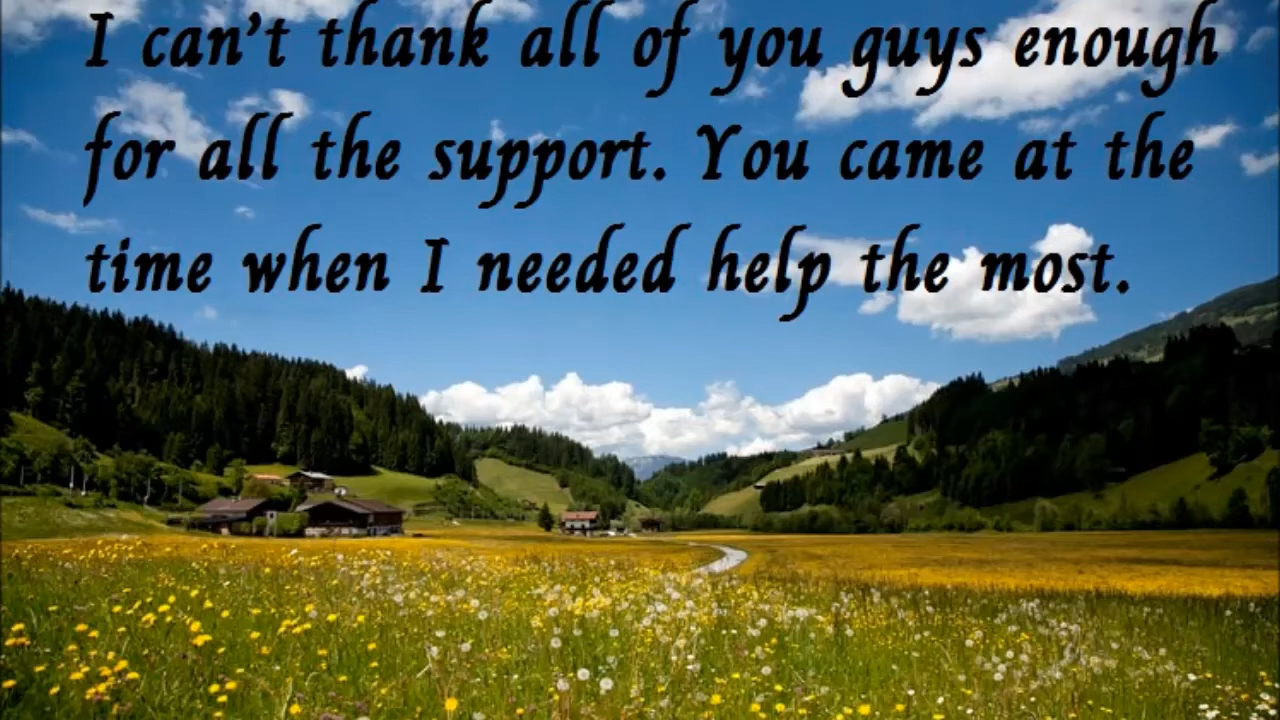 I can't thank all of you guys enough
for all the support. You came at the
time when I needed help the most.